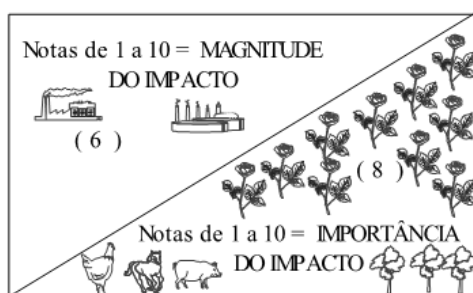 Notas de 1 a 10 = MAGNITUDE
DO IMPACTO
( 6 )
( 8 )
Notas de 1 a 10 = IMPORTÂNCIA
DO IMPACTO